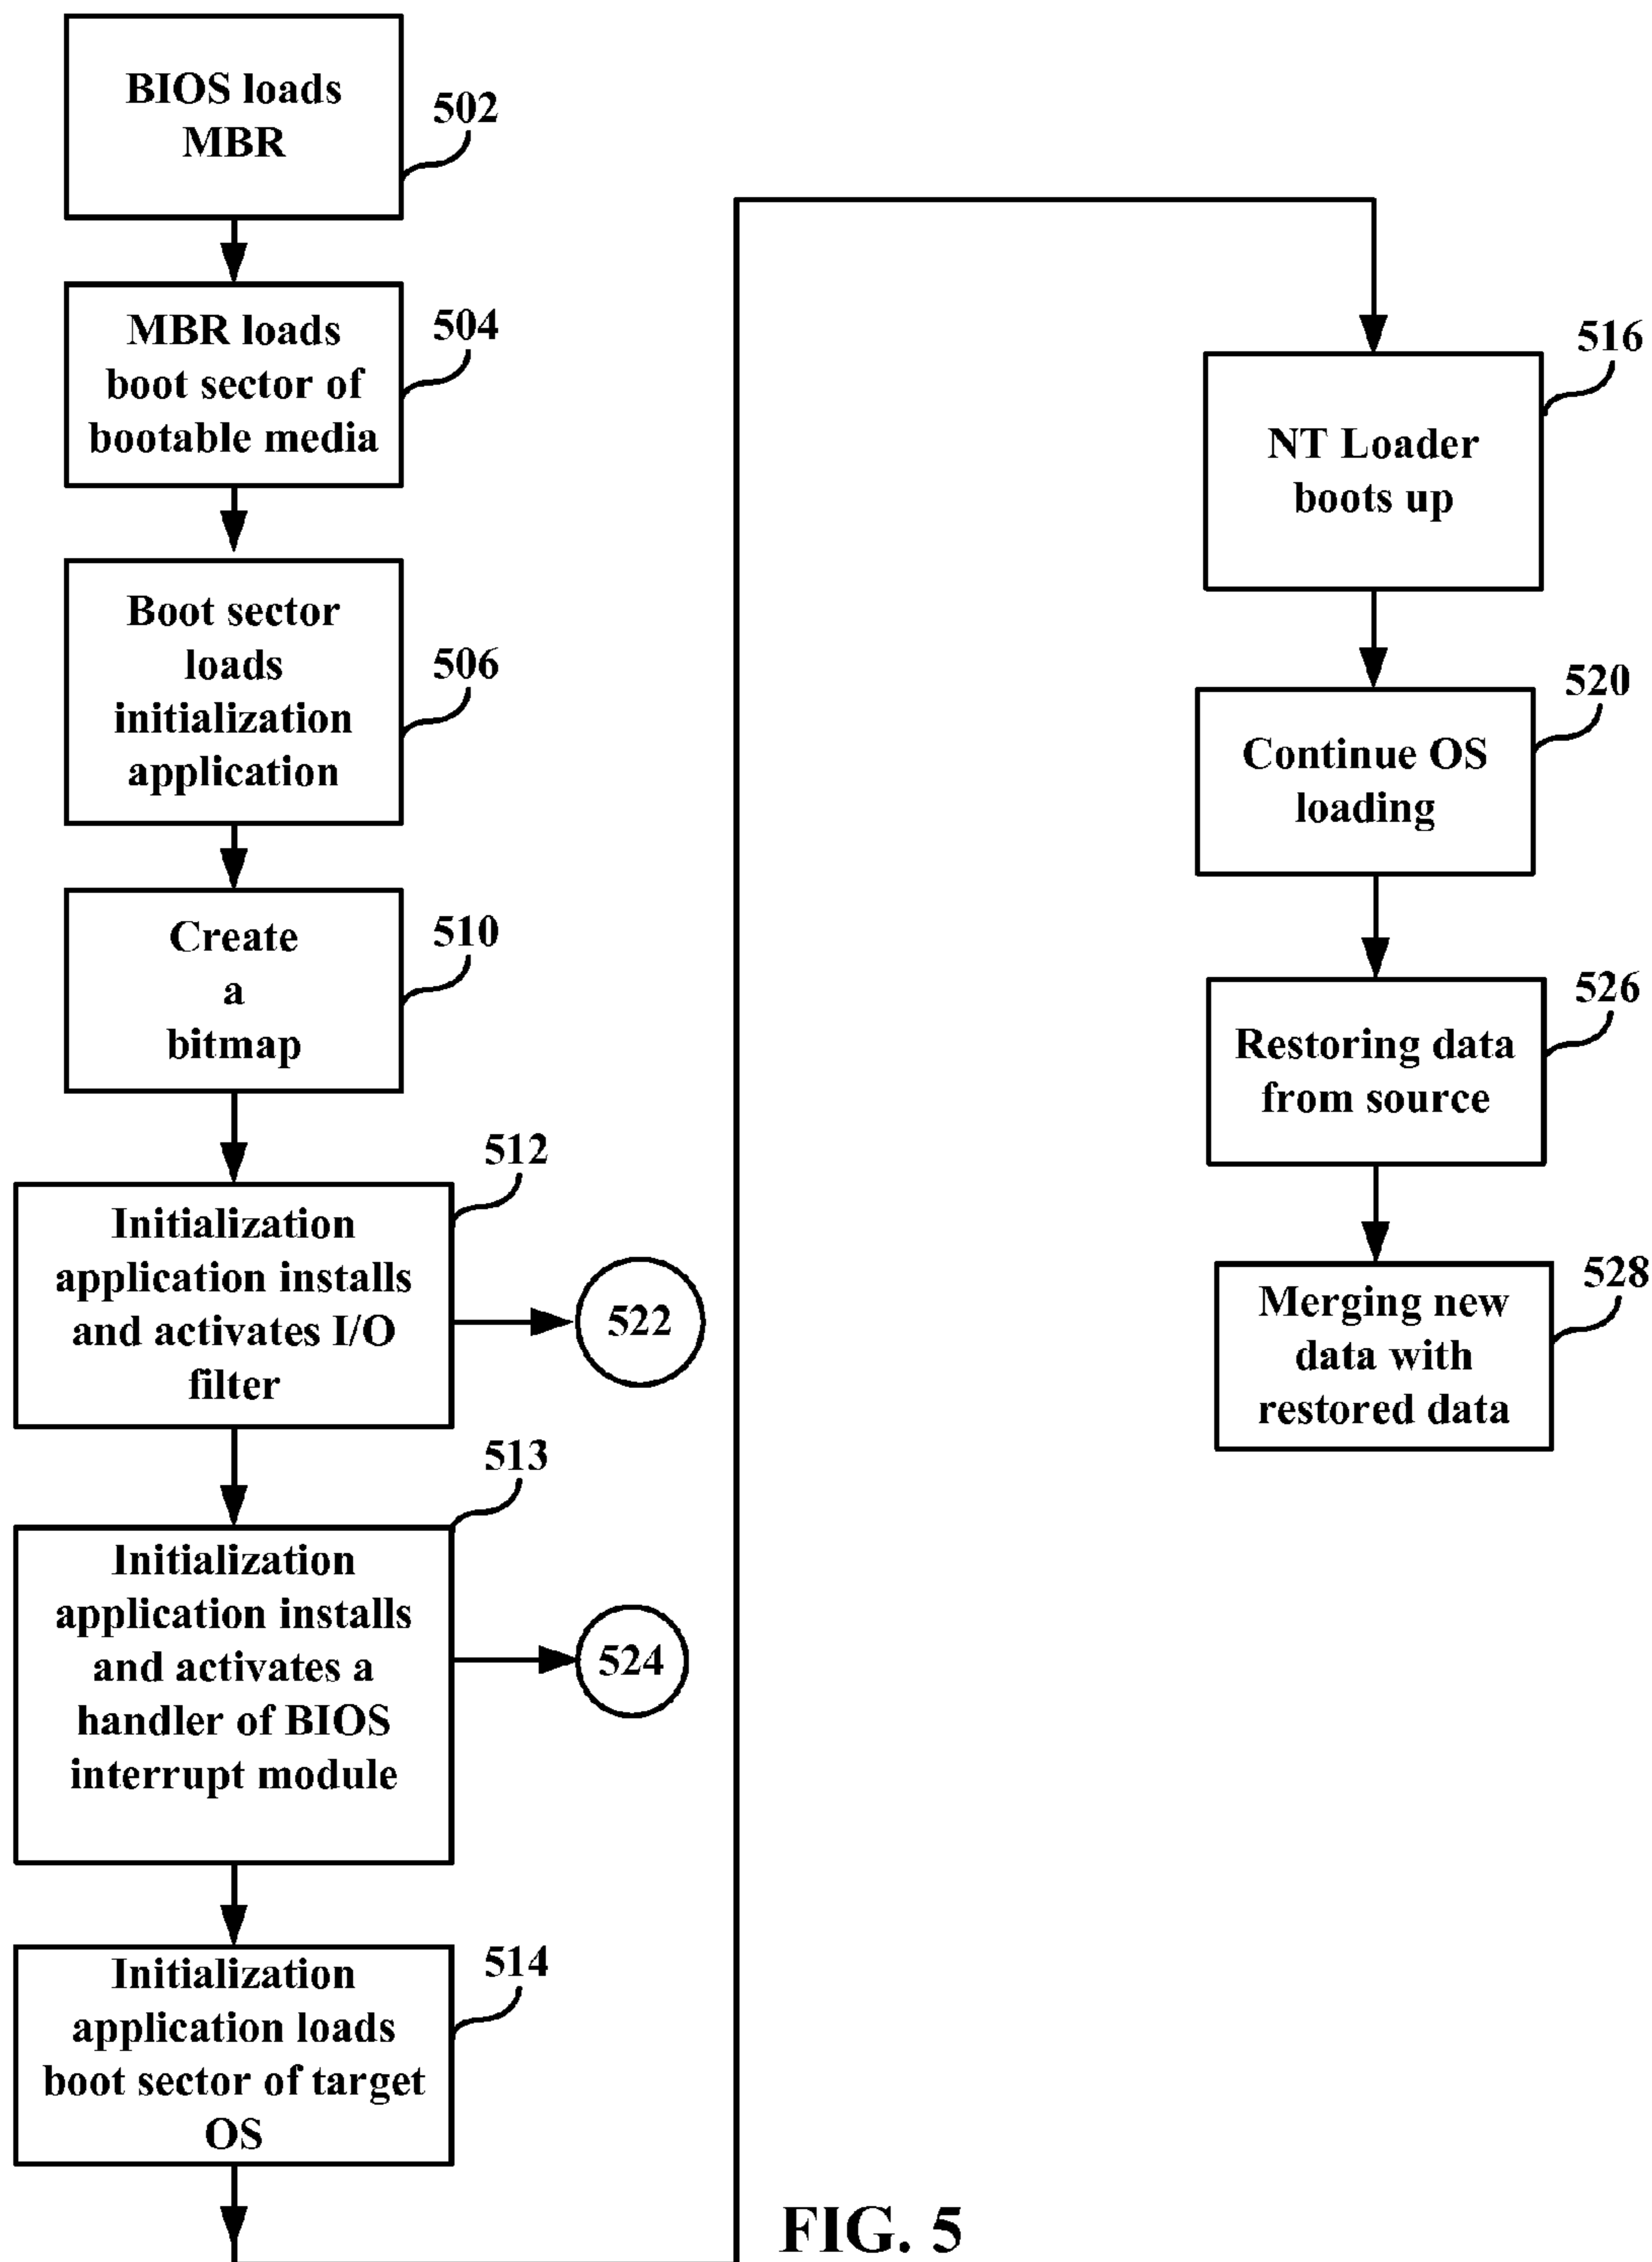 BIOS loads
MBR
502
MBR loads
boot sector of
bootable media
504
Boot sector
loads
initialization
application
506
Create
a
bitmap
510
Initialization
application installs
and activates I/O
filter
512
522
Initialization
application installs
and activates a
handler of BIOS
interrupt module
513
524
Initialization
application loads
boot sector of target
OS
514
NT Loader
boots up
516
Continue OS
loading
520
Restoring data
from source
526
Merging new
data with
restored data
528
FIG. 5